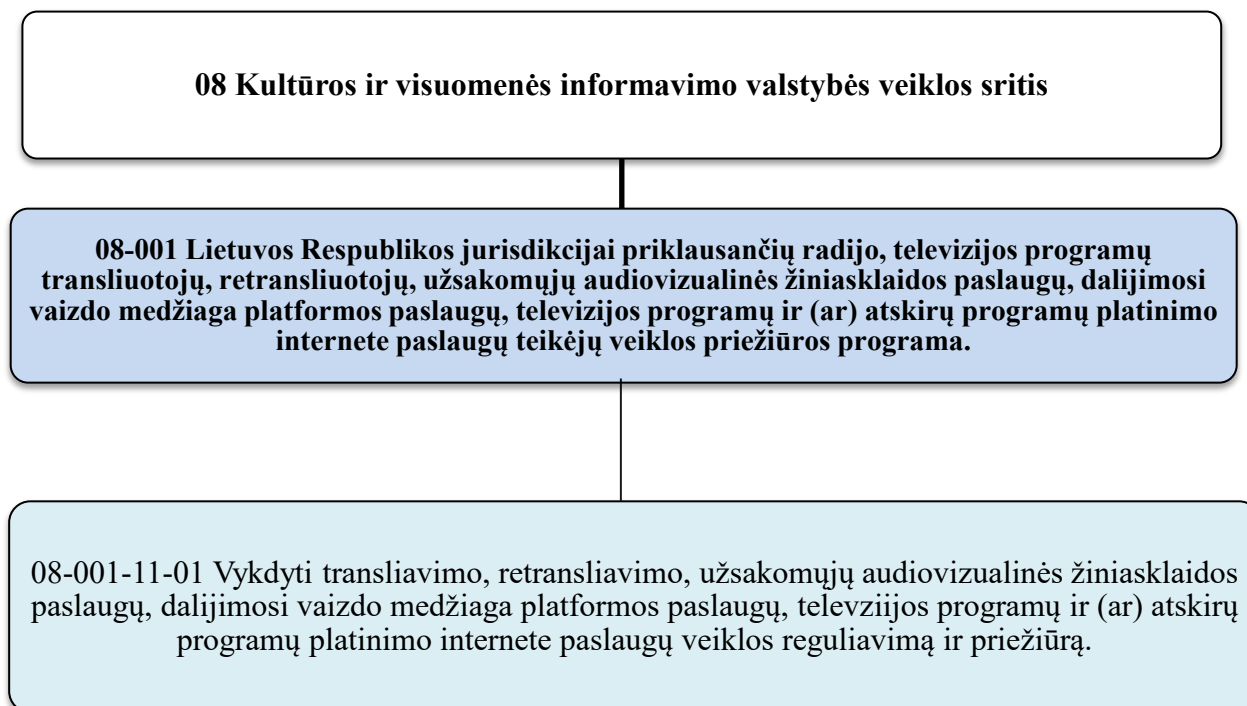 08 Kultūros ir visuomenės informavimo valstybės veiklos sritis
08-001 Lietuvos Respublikos jurisdikcijai priklausančių radijo, televizijos programų
transliuotojų, retransliuotojų, užsakomųjų audiovizualinės žiniasklaidos paslaugų, dalijimosi
vaizdo medžiaga platformos paslaugų, televizijos programų ir (ar) atskirų programų platinimo
internete paslaugų teikėjų veiklos priežiūros programa.
08-001-11-01 Vykdyti transliavimo, retransliavimo, užsakomųjų audiovizualinės žiniasklaidos
paslaugų, dalijimosi vaizdo medžiaga platformos paslaugų, televziijos programų ir (ar) atskirų
programų platinimo internete paslaugų veiklos reguliavimą ir priežiūrą.